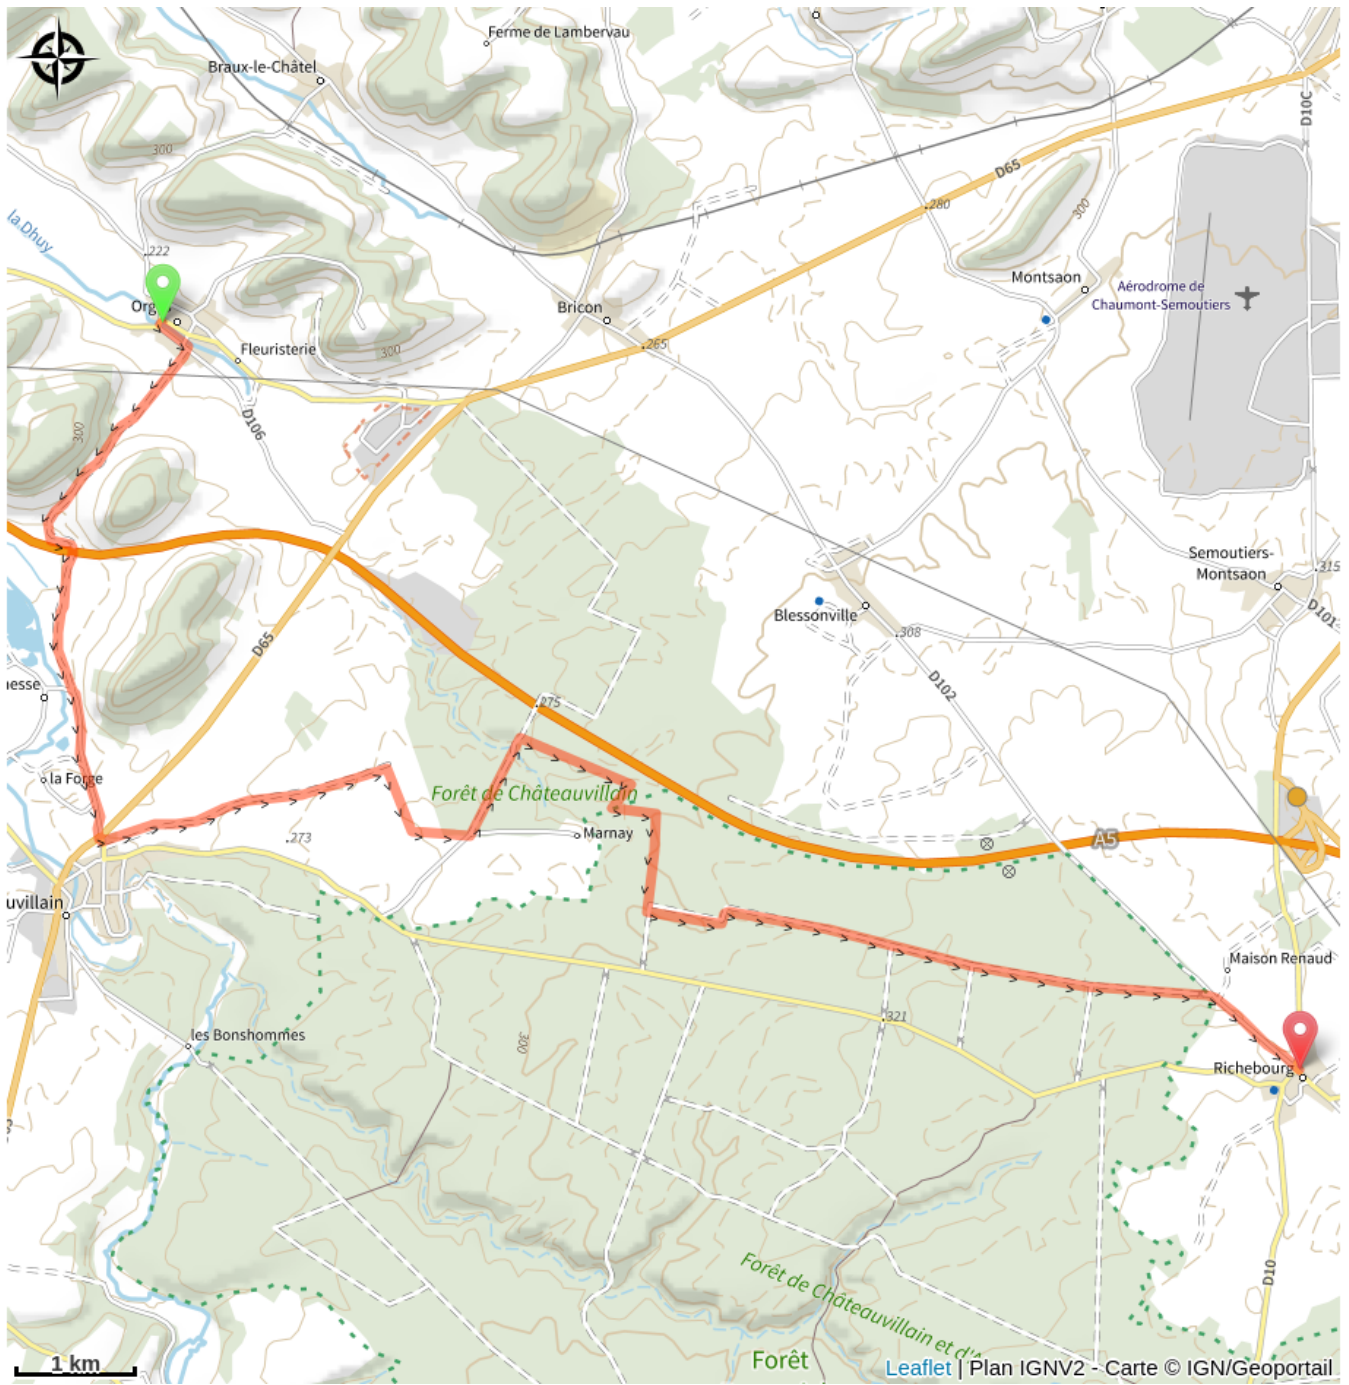 Ferme de Lambervau
Braux-le-Châtel
D10C
300
D65
la Dhuy
280
300
222
Montsaon
Aérodrome de
Chaumont-Semoutiers
Bricon
Fleuristerie
265
300
D106
300
Semoutiers-
Montsaon
315
D101
Blessonville
308
D65
D102
275
la Forge
Forêt de Châteauvillain
Marnay
273
A5
Maison Renaud
321
les Bonshommes
300
Richebourg
D10
Forêt de Châteauvillain et d'A
Forêt
1 km
Leaflet | Plan IGNV2 - Carte © IGN/Geoportail